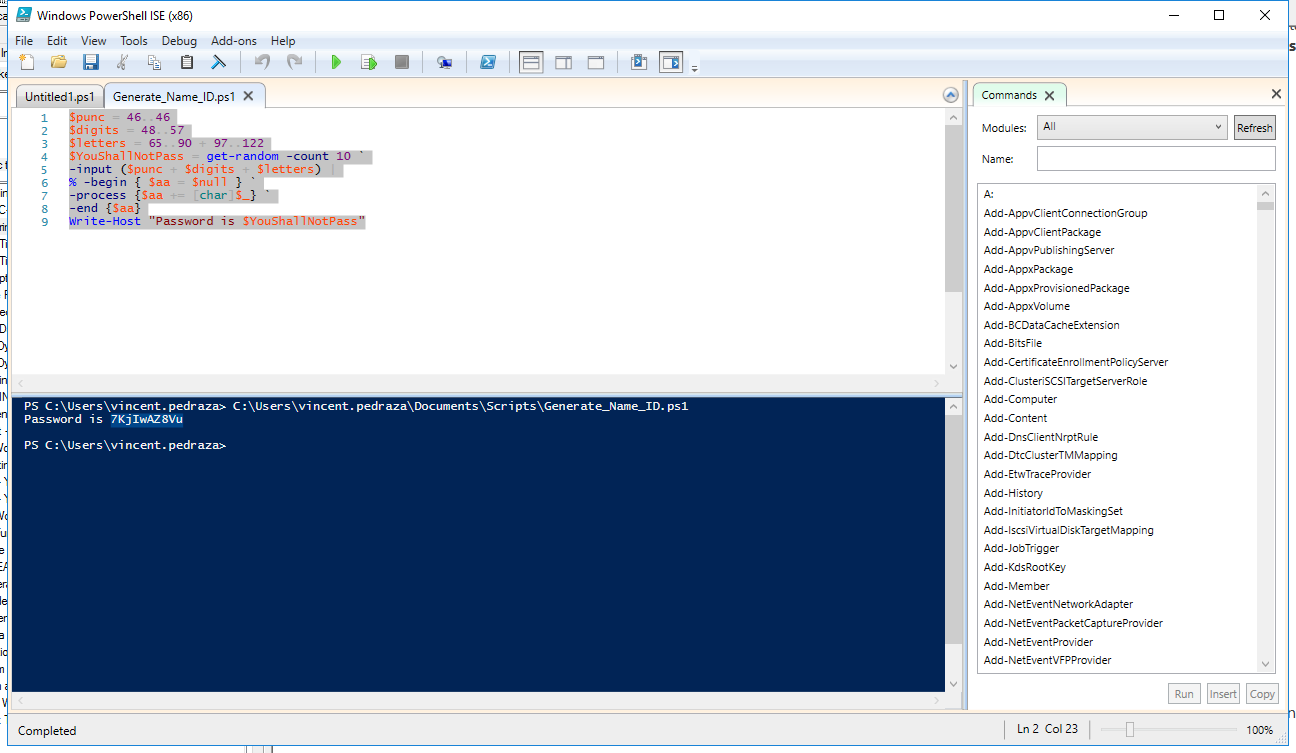 Windows PowerShell ISE (x86)
File Edit View Tools Debug Add-ons Help
Untitled1.ps1 Generate_Name_ID.ps1
1 $punc = 46..46
2 $digits = 48..57
3 $letters = 65..90 + 97..122
4 $YouShallNotPass = get-random -count 10 `
5 -input ($punc + $digits + $letters) |
6 % -begin { $aa = $null } `
7 -process {$aa += [char]$_} `
8 -end {$aa}
9 Write-Host "Password is $YouShallNotPass"
PS C:\Users\vincent.pedraza> C:\Users\vincent.pedraza\Documents\Scripts\Generate_Name_ID.ps1
Password is 7KjIwAZ8Vu
PS C:\Users\vincent.pedraza>
Commands
Modules: All Refresh
Name:
A:
Add-AppvClientConnectionGroup
Add-AppvClientPackage
Add-AppvPublishingServer
Add-AppxPackage
Add-AppxProvisionedPackage
Add-AppxVolume
Add-BCDataCacheExtension
Add-BitsFile
Add-CertificateEnrollmentPolicyServer
Add-ClusteriSCSITargetServerRole
Add-Computer
Add-Content
Add-DnsClientNrptRule
Add-DtcClusterTMMapping
Add-EtwTraceProvider
Add-History
Add-InitiatorIdToMaskingSet
Add-IscsiVirtualDiskTargetMapping
Add-JobTrigger
Add-KdsRootKey
Add-Member
Add-NetEventNetworkAdapter
Add-NetEventPacketCaptureProvider
Add-NetEventProvider
Add-NetEventVFPProvider
Run Insert Copy
Completed
Ln 2 Col 23
100%